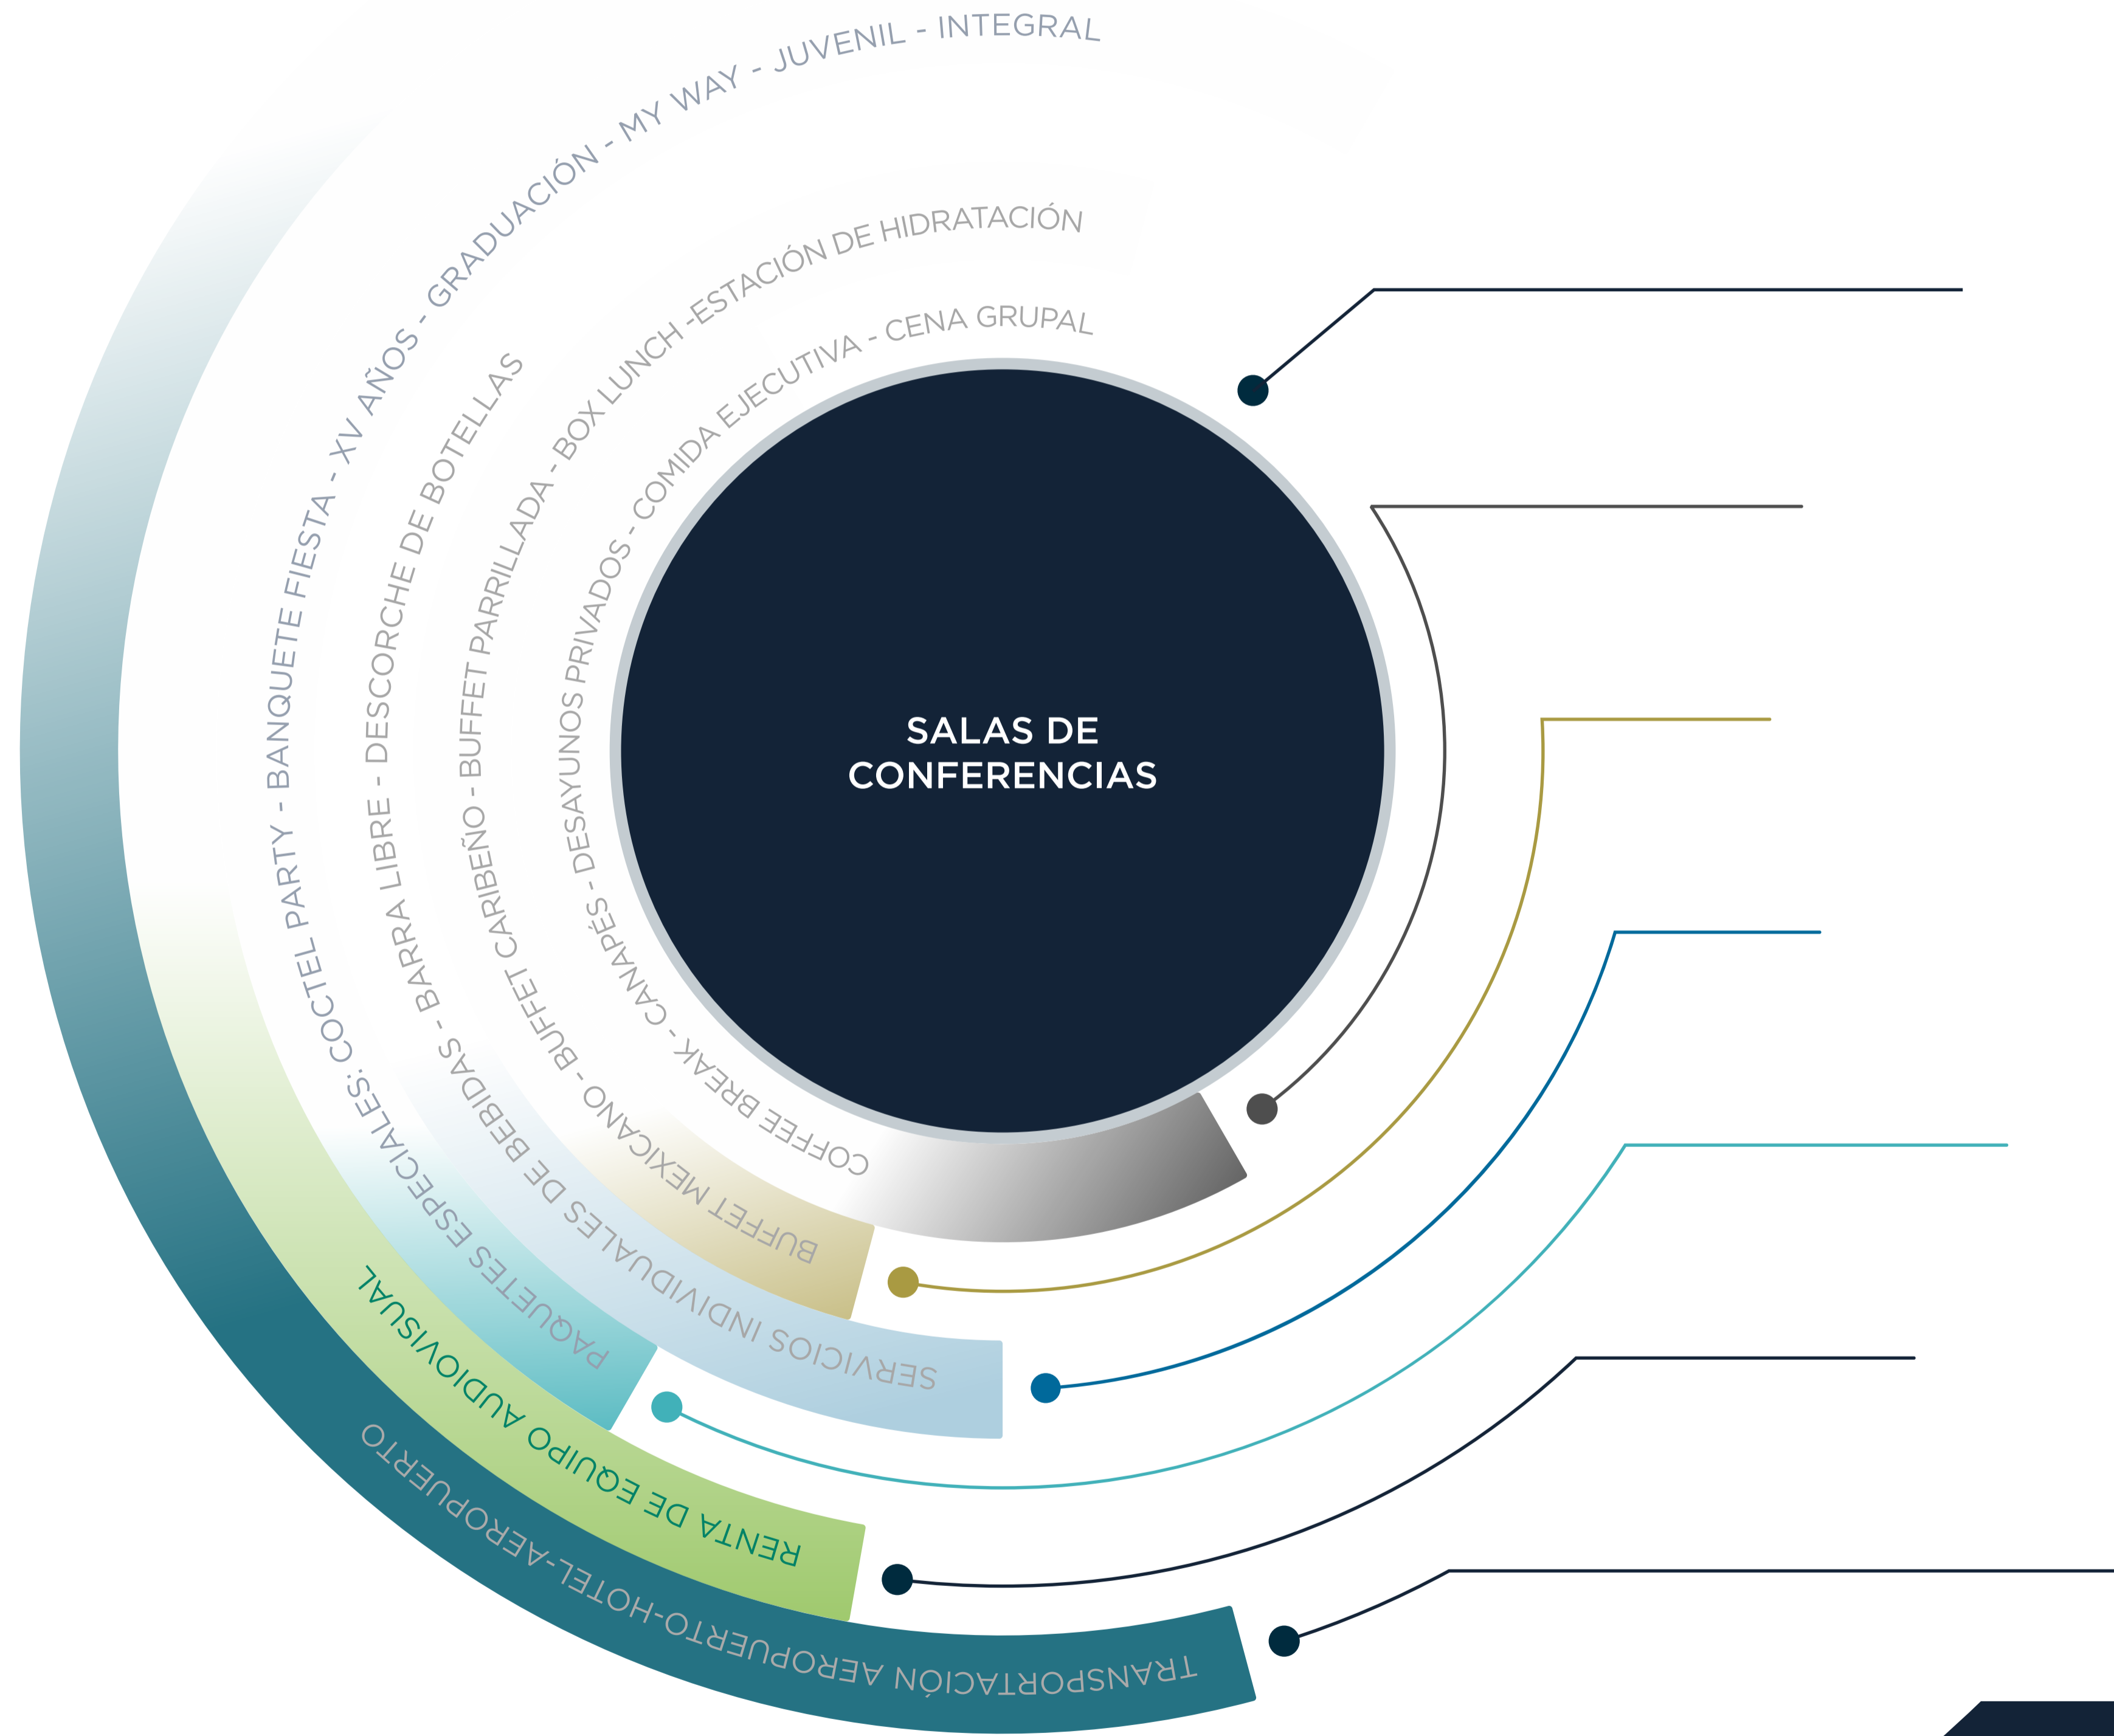 SALAS DE
CONFERENCIAS
COFFEE BREAK - CANAPÉS - DESAYUNOS PRIVADOS - COMIDA EJECUTIVA - CENA GRUPAL
BUFFET MEXICANO - BUFFET CARIBEÑO - BUFFET PARRILLADA - BOX LUNCH -ESTACIÓN DE HIDRATACIÓN
SERVICIOS INDIVIDUALES DE BEBIDAS - BARRA LIBRE - DESCORCHE DE BOTELLAS
PAQUETES ESPECIALES: COCTEL PARTY - BANQUETE FIESTA - XV AÑOS - GRADUACIÓN - MY WAY - JUVENIL - INTEGRAL
RENTA DE EQUIPO AUDIOVISUAL
TRANSPORTACIÓN AEROPUERTO-HOTEL-AEROPUERTO